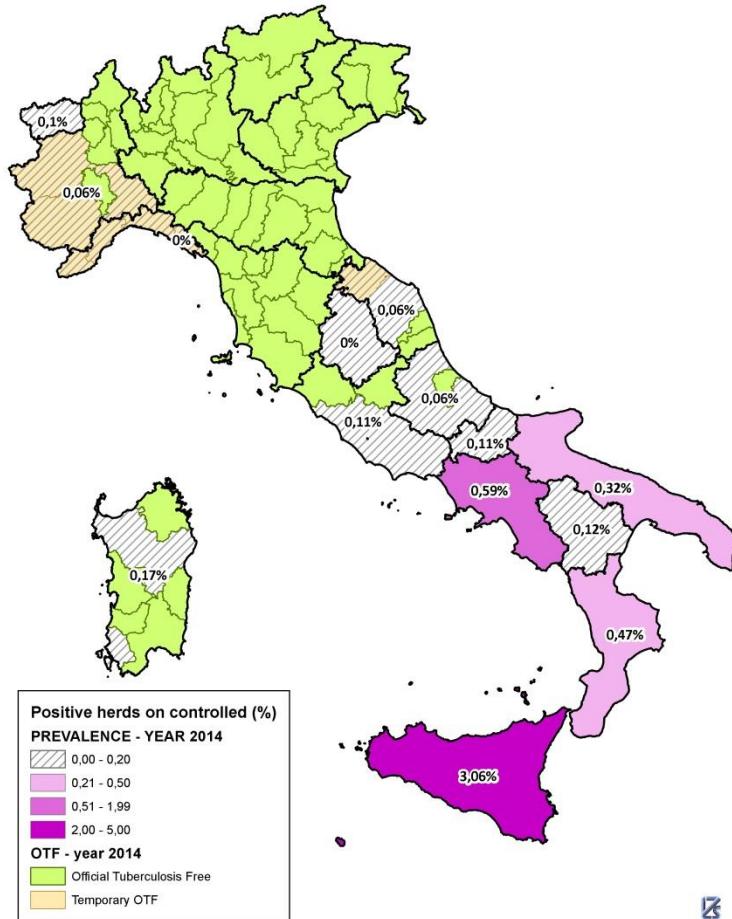 0,1%
0,06%
0%
0,06%
0%
0,06%
0,11%
0,11%
0,32%
0,59%
0,12%
0,17%
0,47%
3,06%
Positive herds on controlled (%)
PREVALENCE - YEAR 2014
0,00 - 0,20
0,21 - 0,50
0,51 - 1,99
2,00 - 5,00
OTF - year 2014
Official Tuberculosis Free
Temporary OTF